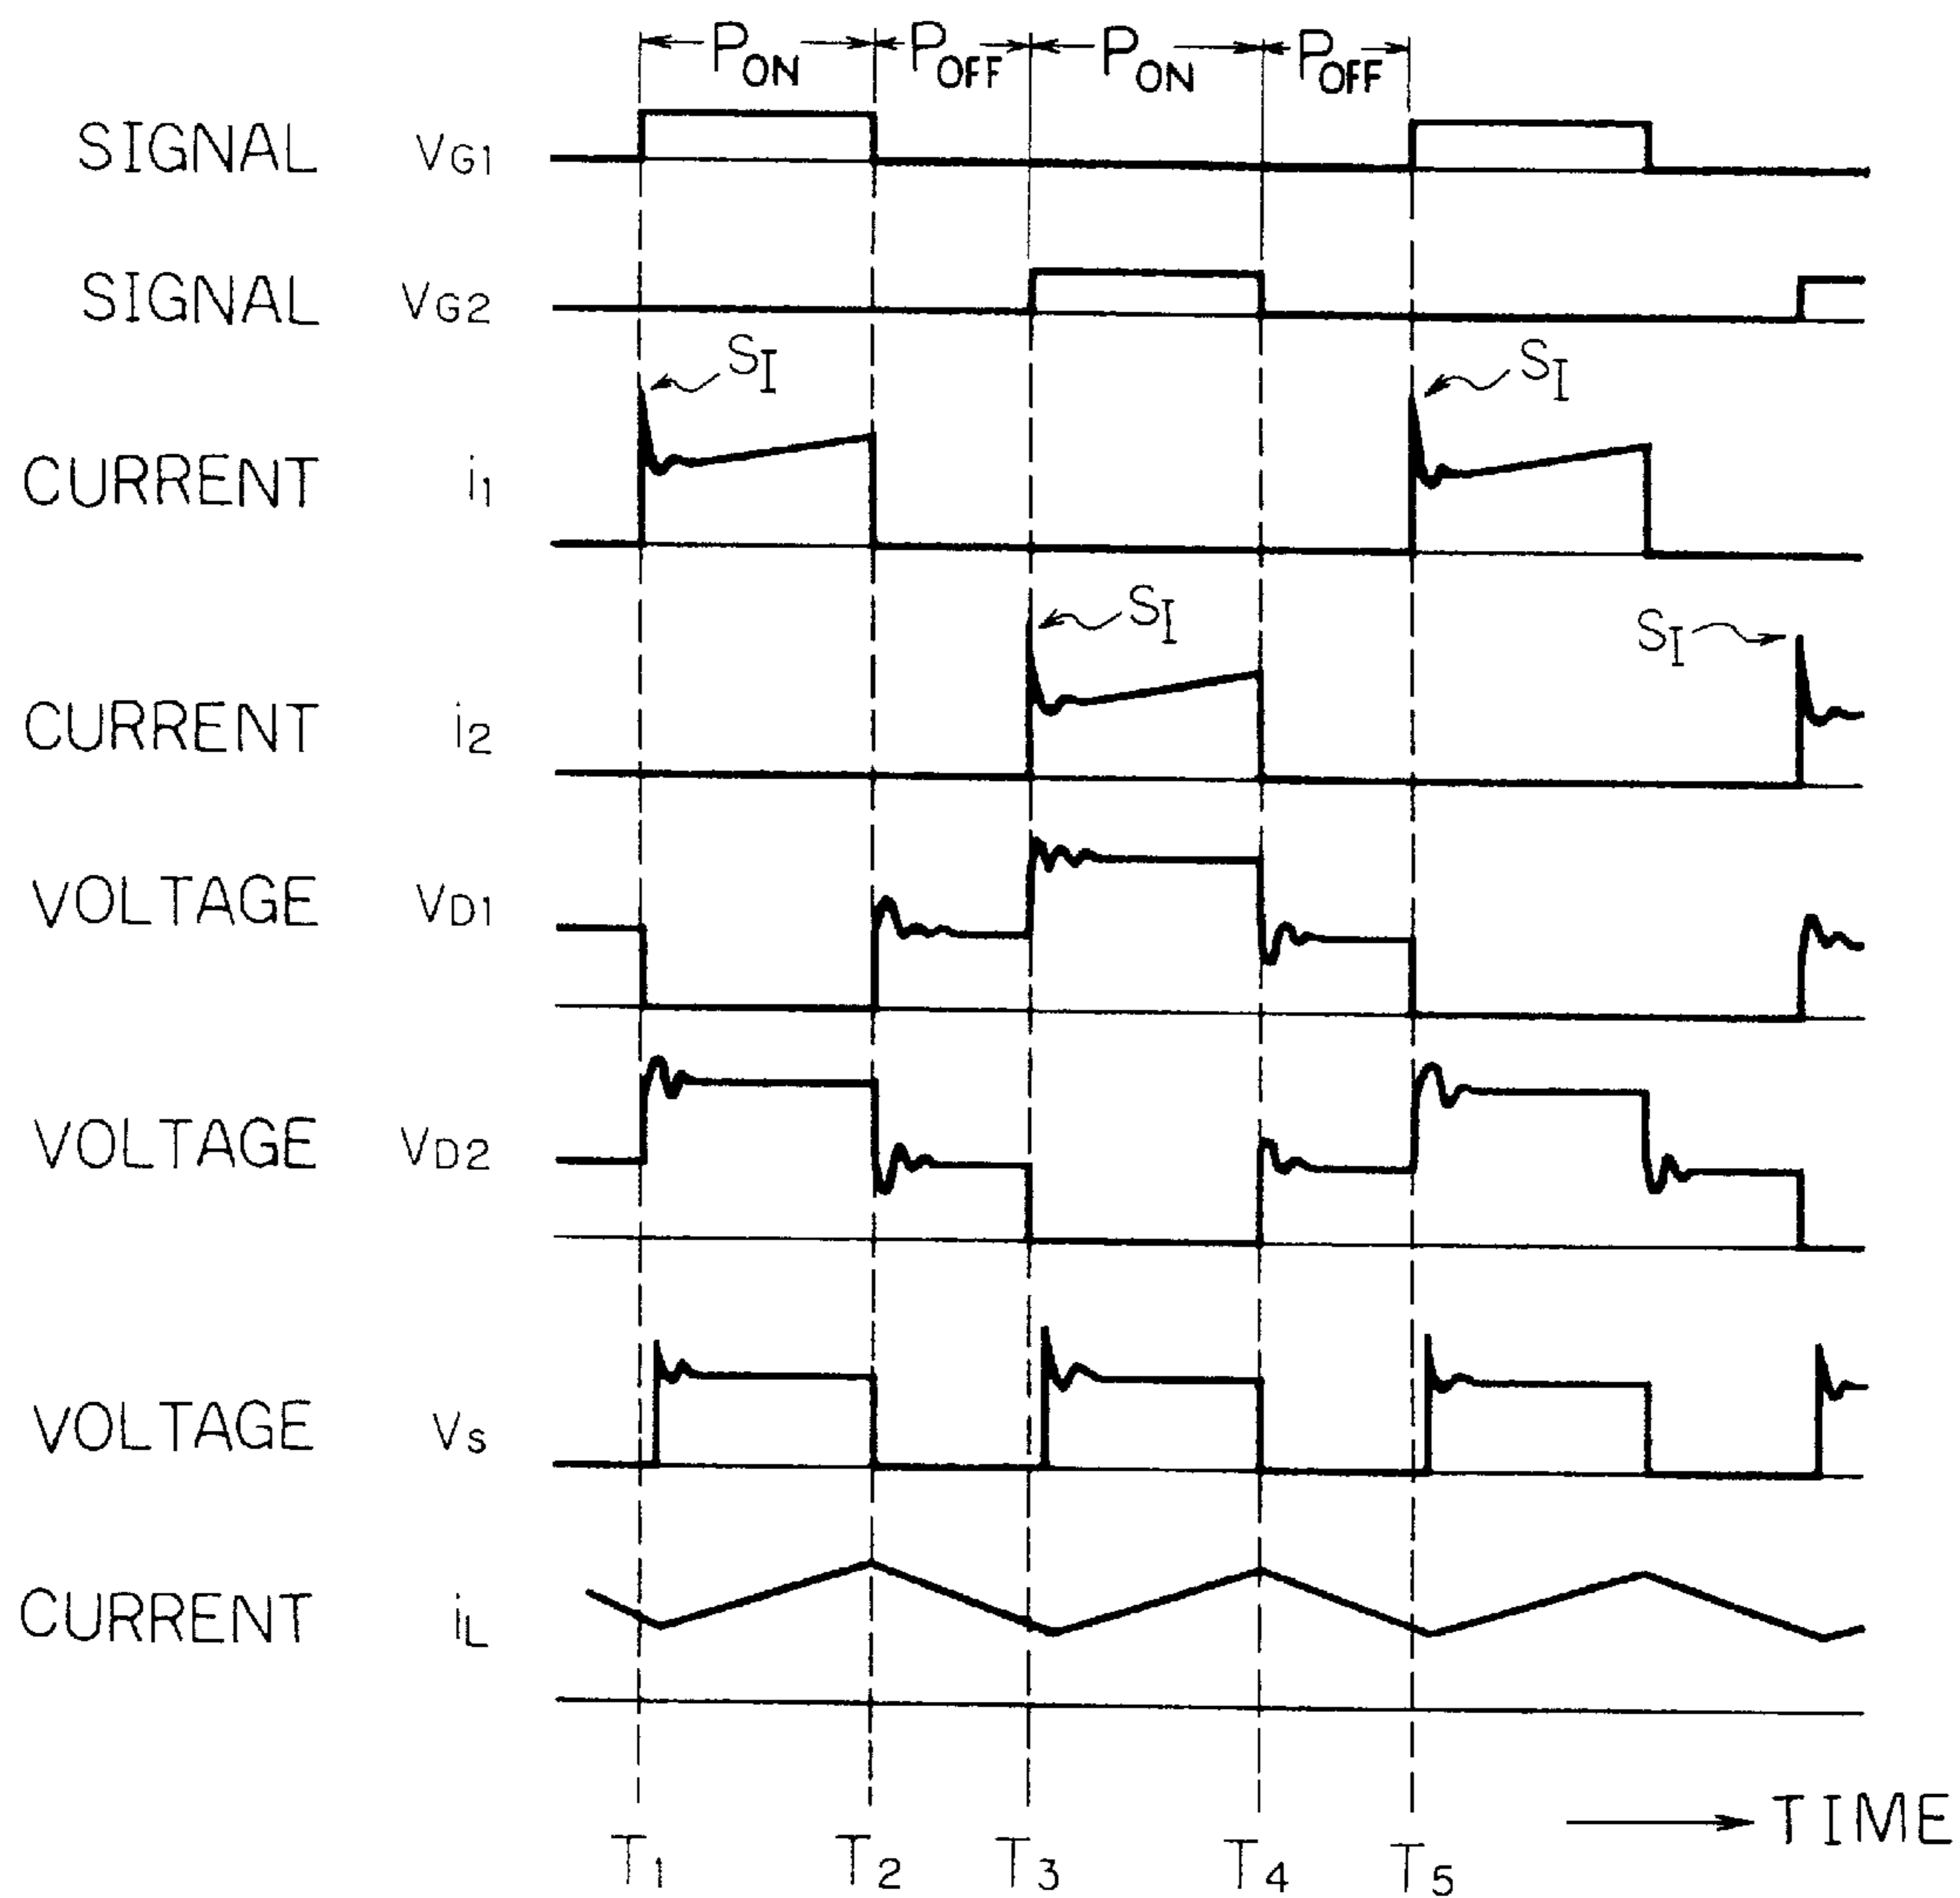 P_ON P_OFF P_ON P_OFF
SIGNAL V_G1
SIGNAL V_G2
S_I S_I
CURRENT i_1
S_I S_I
CURRENT i_2
VOLTAGE V_D1
VOLTAGE V_D2
VOLTAGE V_S
CURRENT i_L
TIME
T_1 T_2 T_3 T_4 T_5